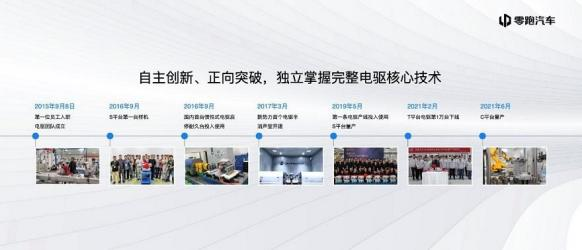 零跑汽车
自主创新、正向突破，独立掌握完整电驱核心技术
2015年9月8日
第一位员工入职
电驱团队成立
2016年9月
S平台第一台样机
2016年9月
国内首台惯性式电驱启
停耐久台投入使用
2017年3月
新势力首个电驱半
消声室开建
2019年5月
第一条电驱产线投入使用
S平台量产
2021年2月
T平台电驱第1万台下线
2021年6月
C平台量产